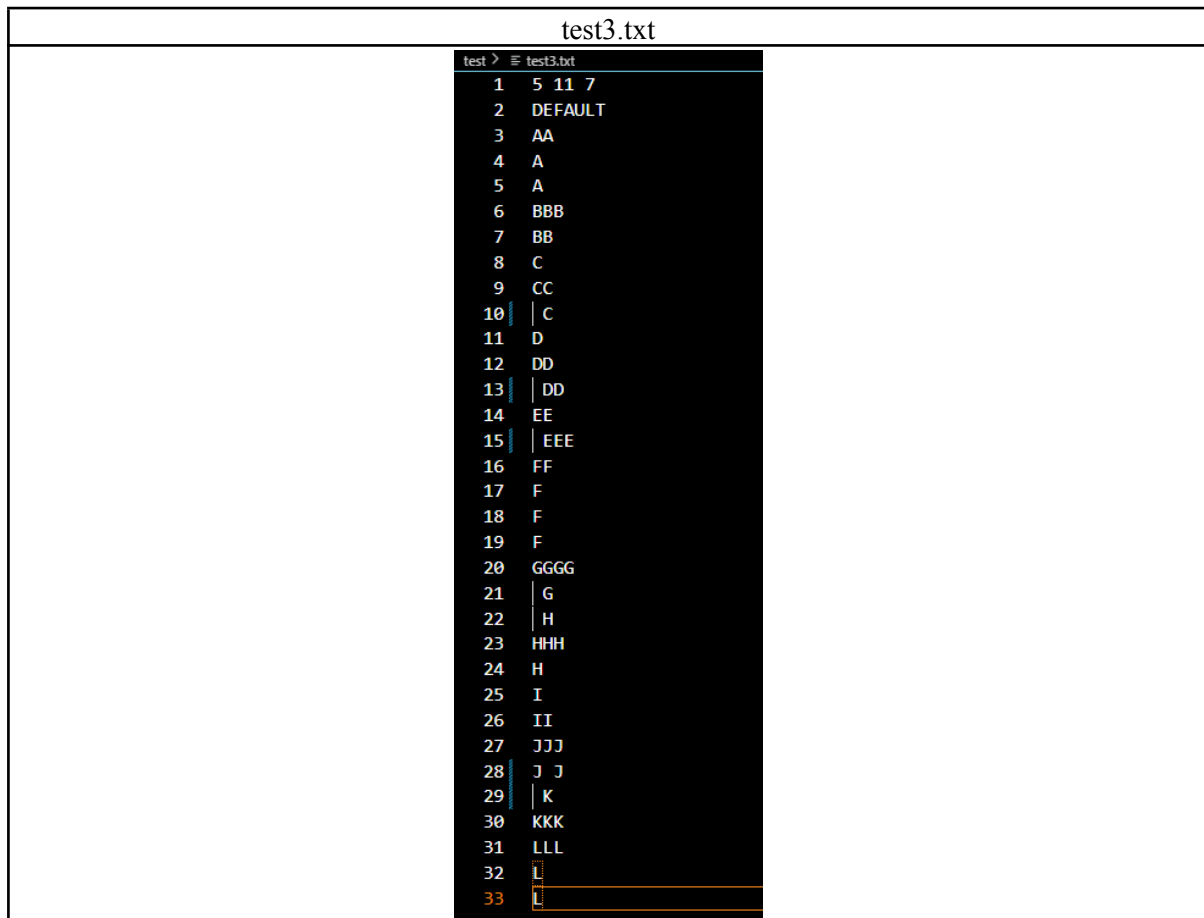 test3.txt
test > test3.txt
1 5 11 7
2 DEFAULT
3 AA
4 A
5 A
6 BBB
7 BB
8 C
9 CC
10  C
11 D
12 DD
13  DD
14 EE
15  EEE
16 FF
17 F
18 F
19 F
20 GGGG
21  G
22  H
23 HHH
24 H
25 I
26 II
27 JJJ
28 J J
29  K
30 KKK
31 LLL
32 L
33 L